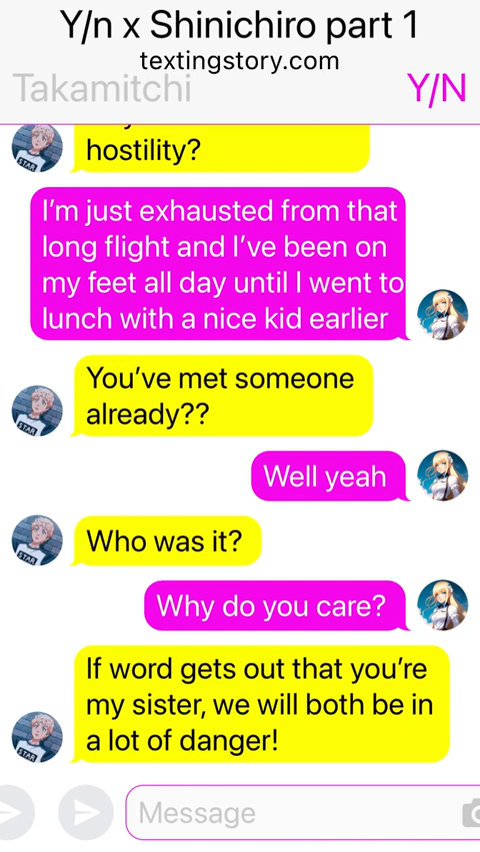 Y/n x Shinichiro part 1
textingstory.com
Takamitchi
Y/N
hostility?
I'm just exhausted from that
long flight and I've been on
my feet all day until I went to
lunch with a nice kid earlier
You've met someone
already??
Well yeah
Who was it?
Why do you care?
If word gets out that you're
my sister, we will both be in
a lot of danger!
Message